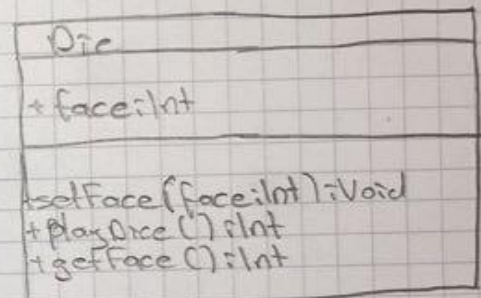 Die
+ face:Int
+setFace(face:Int):Void
+playDice():Int
+getFace():Int